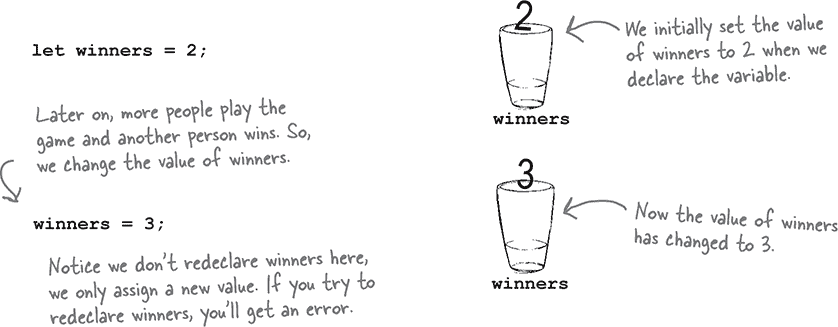 let winners = 2;
Later on, more people play the
game and another person wins. So,
we change the value of winners.
winners = 3;
Notice we don't redeclare winners here,
we only assign a new value. If you try to
redeclare winners, you'll get an error.
2
winners
We initially set the value
of winners to 2 when we
declare the variable.
3
winners
Now the value of winners
has changed to 3.